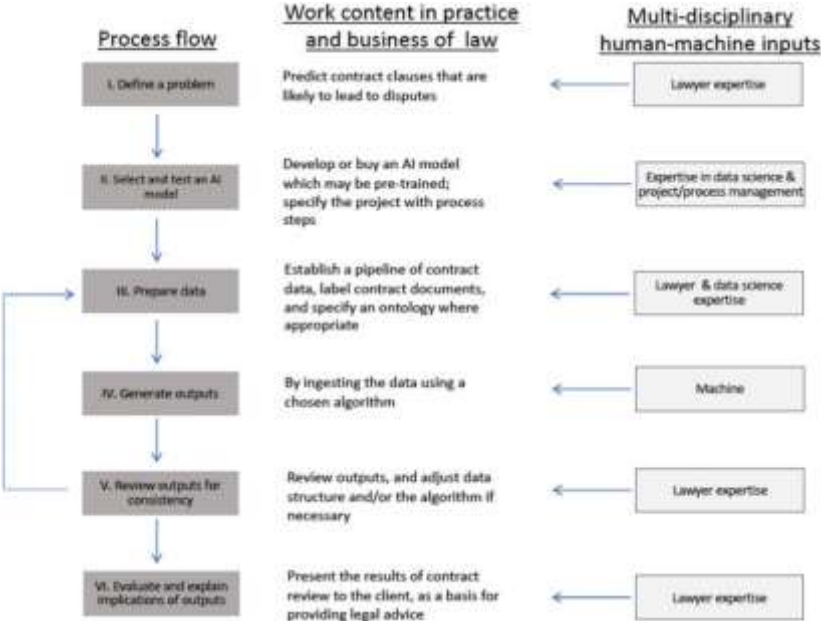 Process flow
Work content in practice
and business of law
Multi-disciplinary
human-machine inputs
I. Define a problem
Predict contract clauses that are
likely to lead to disputes
Lawyer expertise
II. Select and test an AI
model
Develop or buy an AI model
which may be pre-trained;
specify the project with process
steps
Expertise in data science &
project/process management
III. Prepare data
Establish a pipeline of contract
data, label contract documents,
and specify an ontology where
appropriate
Lawyer & data science
expertise
IV. Generate outputs
By ingesting the data using a
chosen algorithm
Machine
V. Review outputs for
consistency
Review outputs, and adjust data
structure and/or the algorithm if
necessary
Lawyer expertise
VI. Evaluate and explain
implications of outputs
Present the results of contract
review to the client, as a basis for
providing legal advice
Lawyer expertise